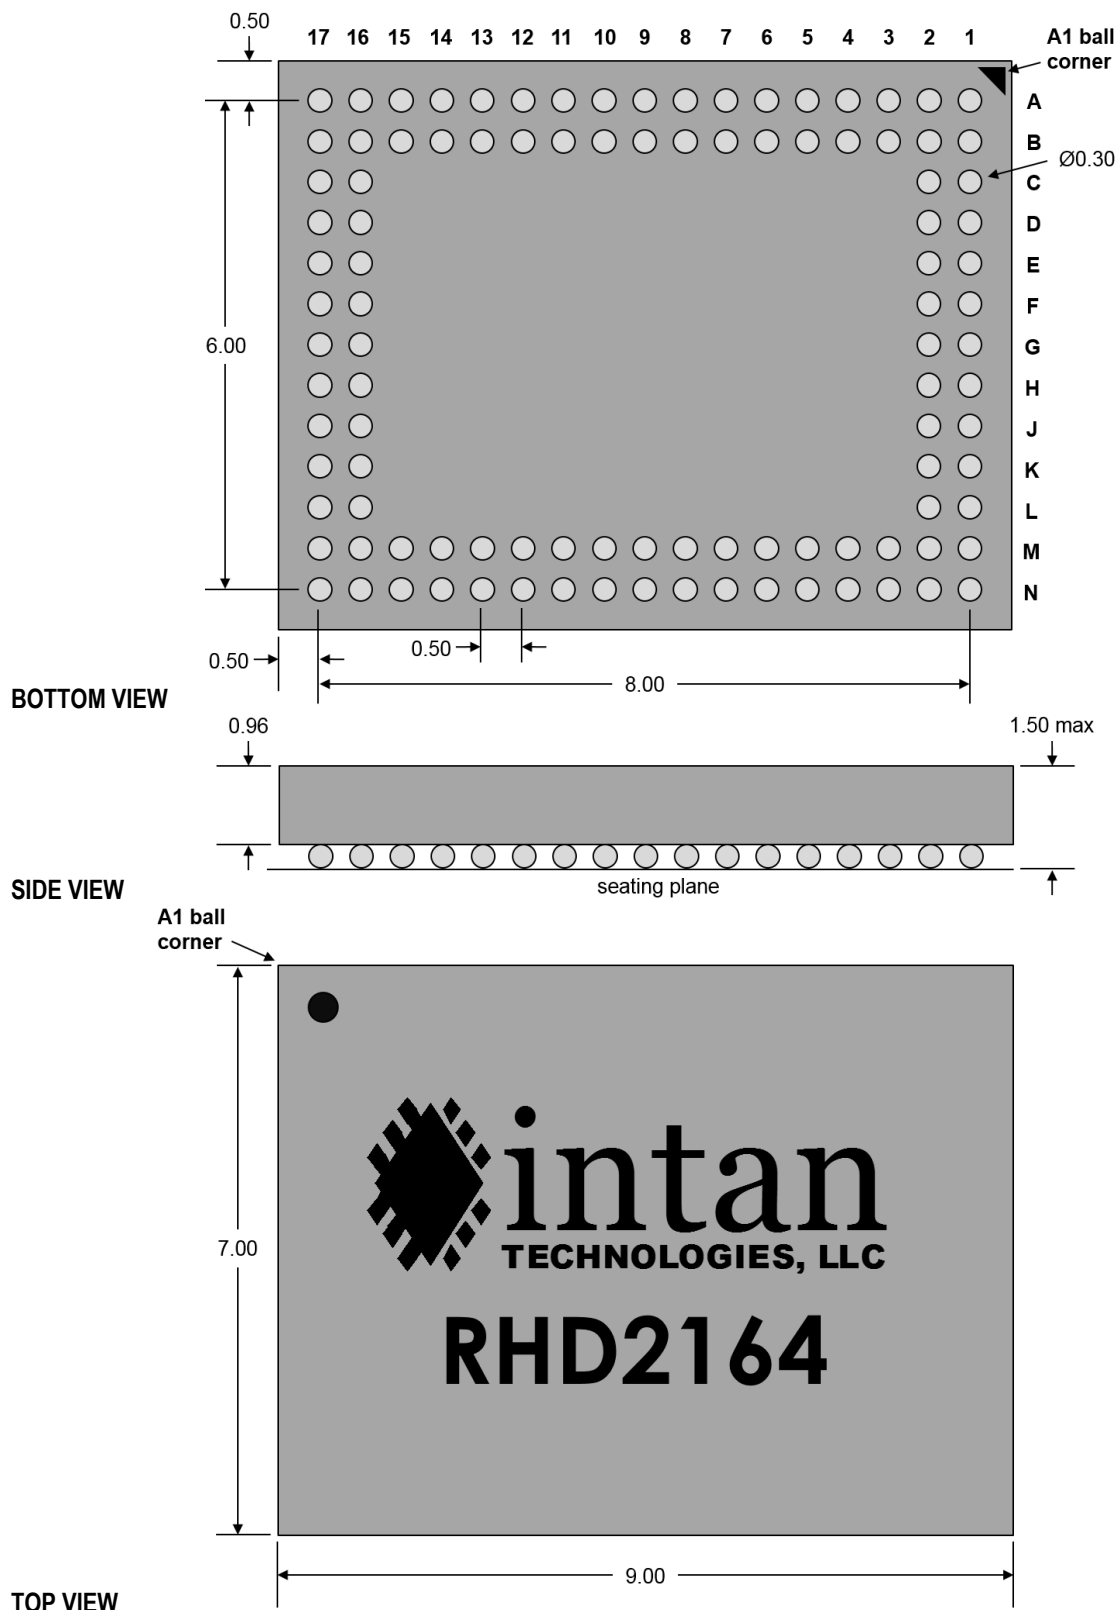 0.50
17 16 15 14 13 12 11 10 9 8 7 6 5 4 3 2 1
A1 ball
corner
A
B
Ø0.30
C
D
E
F
6.00
G
H
J
K
L
M
N
0.50
0.50
8.00
BOTTOM VIEW
0.96
1.50 max
SIDE VIEW
seating plane
A1 ball
corner
intan
TECHNOLOGIES, LLC
7.00
RHD2164
9.00
TOP VIEW